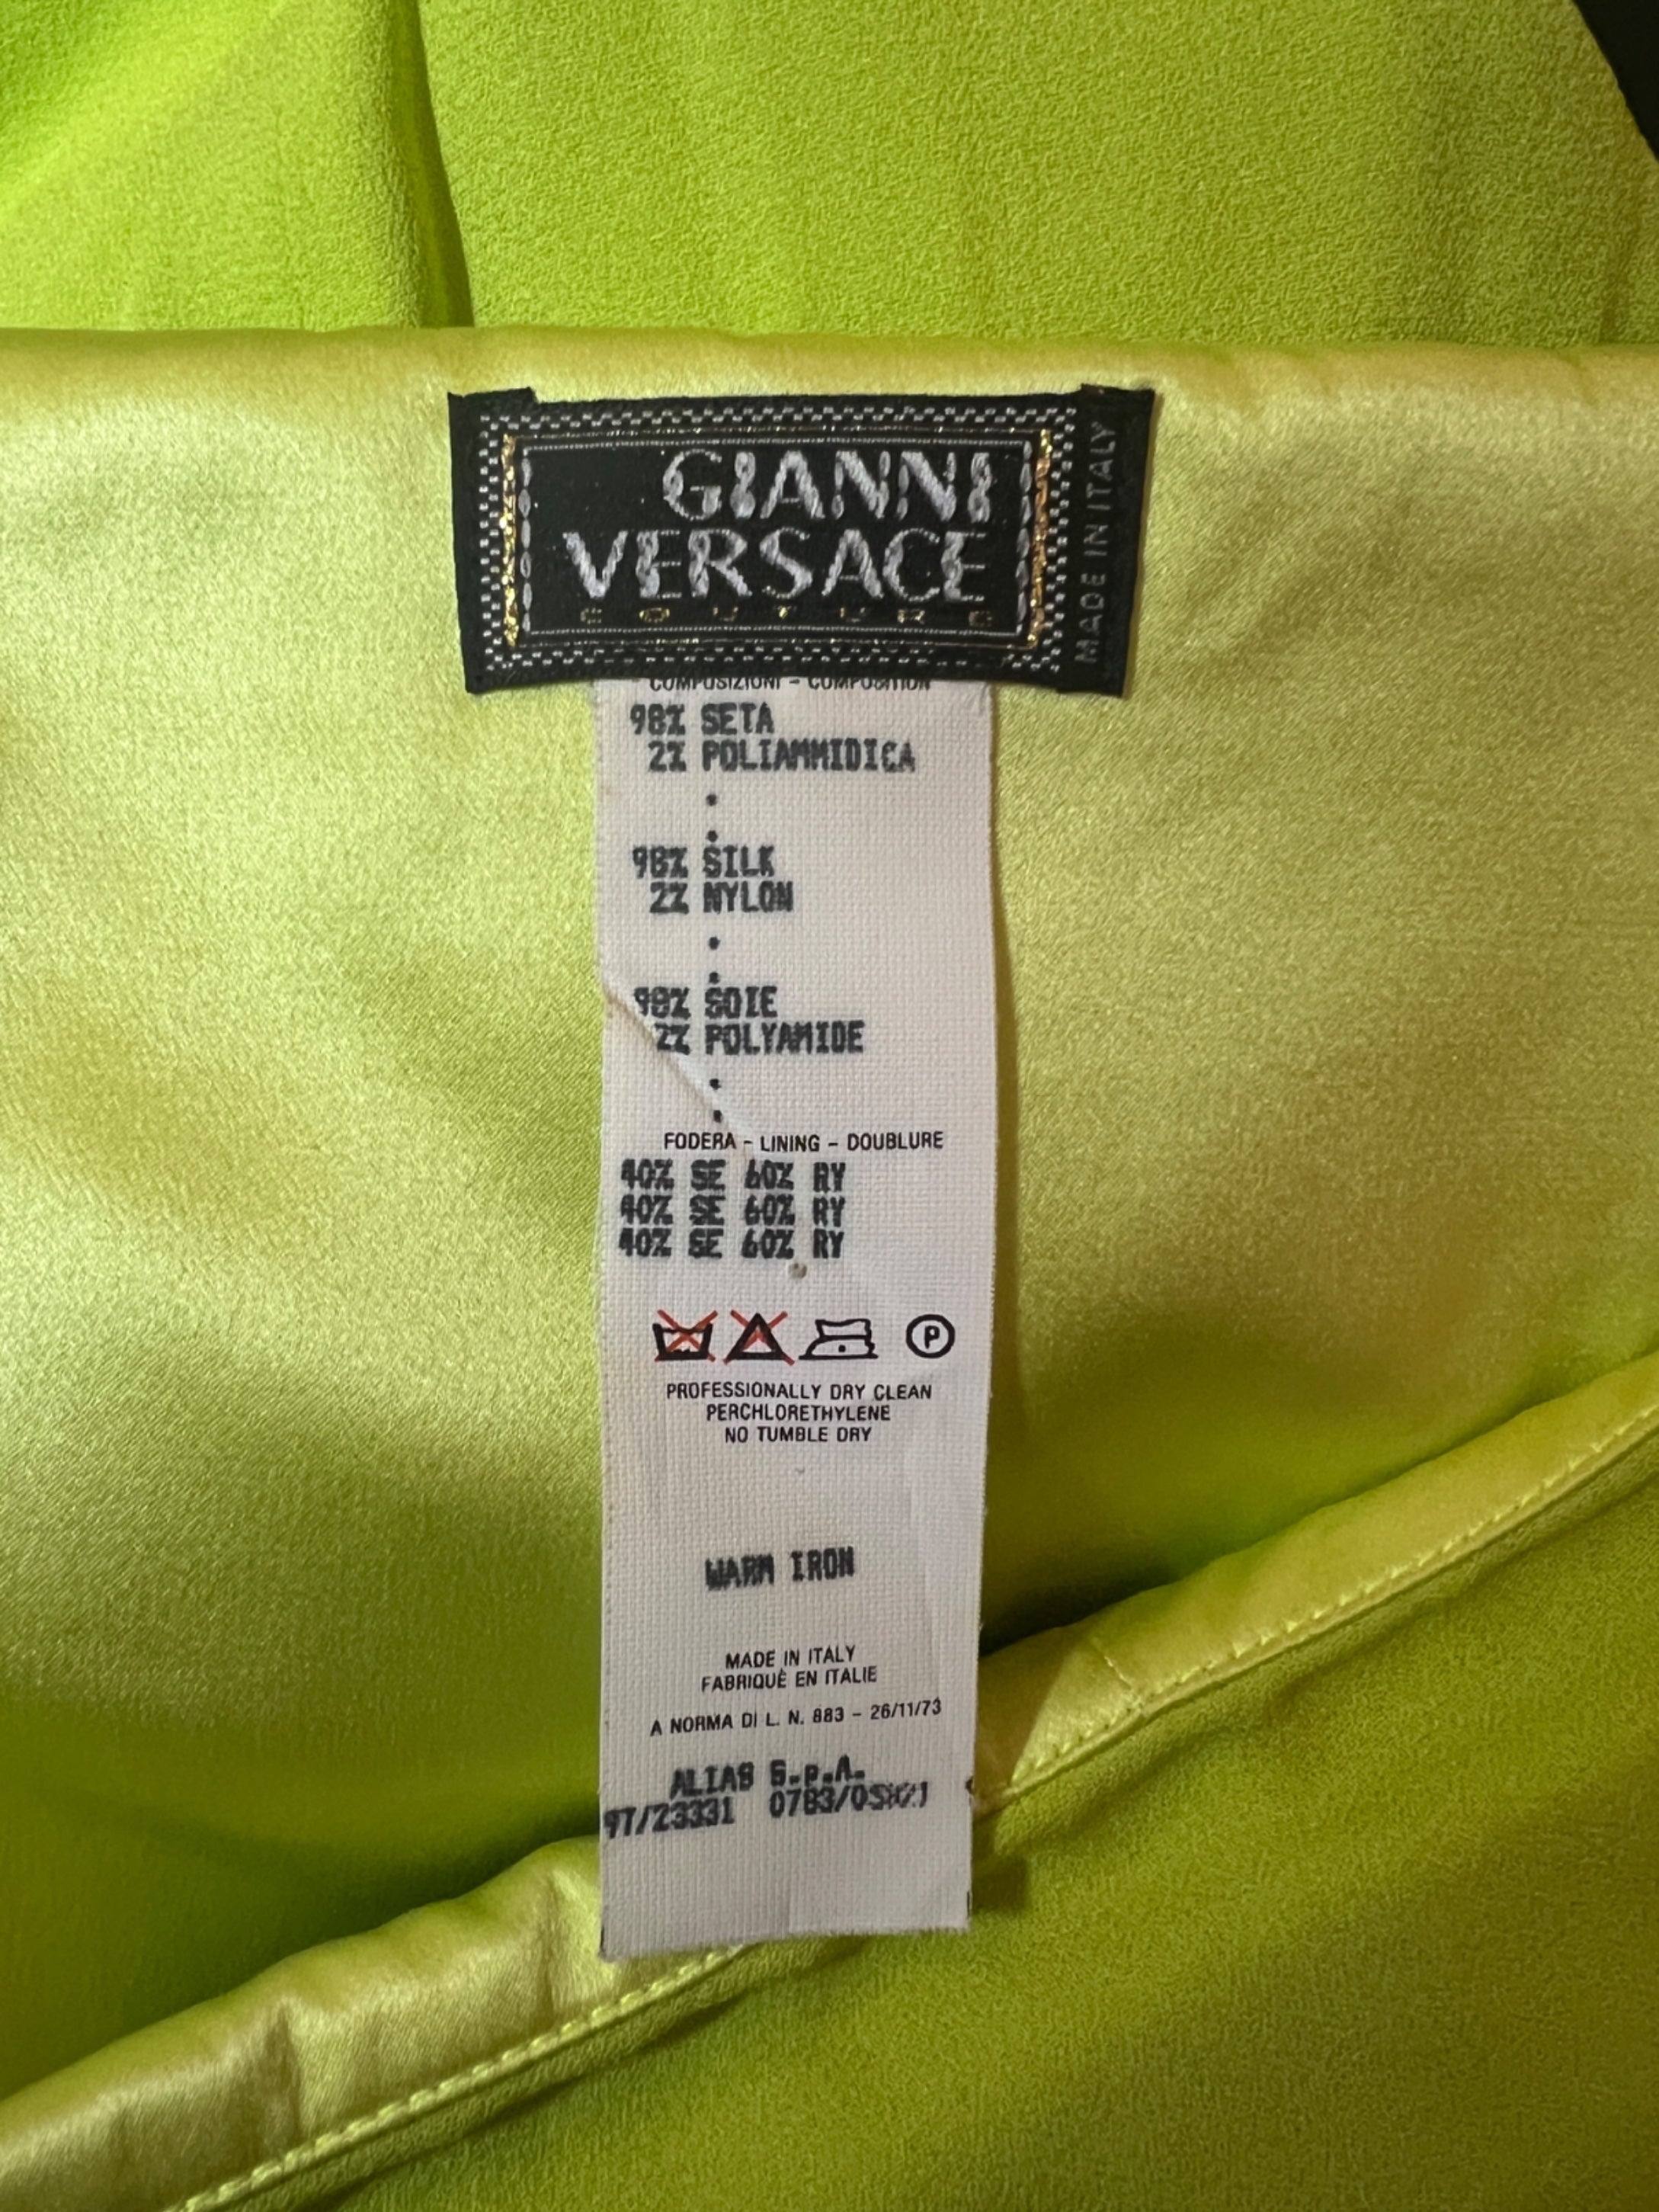 GIANNI
VERSACE
COUTURE
MADE IN ITALY
COMPOSIZIONI - COMPOSITION
98% SETA
2% POLIAMMIDICA
.
.
98% SILK
2% NYLON
.
.
98% SOIE
2% POLYAMIDE
.
.
FODERA - LINING - DOUBLURE
40% SE 60% RY
40% SE 60% RY
40% SE 60% RY
P
PROFESSIONALLY DRY CLEAN
PERCHLORETHYLENE
NO TUMBLE DRY
WARM IRON
MADE IN ITALY
FABRIQUÈ EN ITALIE
A NORMA DI L. N. 883 - 26/11/73
ALIAS S.p.A.
97/23331